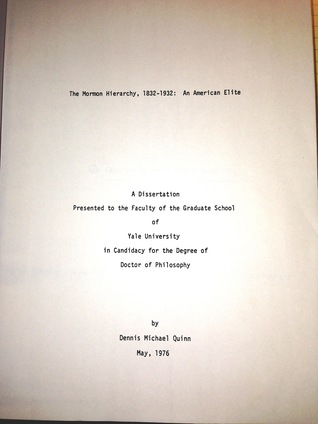 The Mormon Hierarchy, 1832-1932: An American Elite
A Dissertation
Presented to the Faculty of the Graduate School
of
Yale University
in Candidacy for the Degree of
Doctor of Philosophy
by
Dennis Michael Quinn
May, 1976